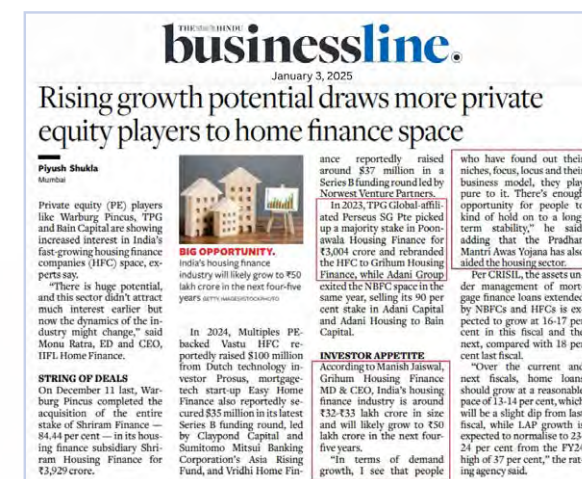 THE HINDU
businessline.
January 3, 2025
Rising growth potential draws more private
equity players to home finance space
Piyush Shukla
Mumbai
Private equity (PE) players
like Warburg Pincus, TPG
and Bain Capital are showing
increased interest in India's
fast-growing housing finance
companies (HFC) space, ex-
perts say.
"There is huge potential,
and this sector didn't attract
much interest earlier but
now the dynamics of the in-
dustry might change," said
Monu Ratra, ED and CEO,
IIFL Home Finance.
STRING OF DEALS
On December 11 last, War-
burg Pincus completed the
acquisition of the entire
stake of Shriram Finance —
84.44 per cent — in its hous-
ing finance subsidiary Shri-
ram Housing Finance for
₹3,929 crore.
BIG OPPORTUNITY.
India's housing finance
industry will likely grow to ₹50
lakh crore in the next four-five
years GETTY IMAGES/ISTOCKPHOTO
In 2024, Multiples PE-
backed Vastu HFC re-
portedly raised $100 million
from Dutch technology in-
vestor Prosus, mortgage-
tech start-up Easy Home
Finance also reportedly se-
cured $35 million in its latest
Series B funding round, led
by Claypond Capital and
Sumitomo Mitsui Banking
Corporation's Asia Rising
Fund, and Vridhi Home Fin-
ance reportedly raised
around $37 million in a
Series B funding round led by
Norwest Venture Partners.
In 2023, TPG Global-affili-
ated Perseus SG Pte picked
up a majority stake in Poon-
awala Housing Finance for
₹3,004 crore and rebranded
the HFC to Grihum Housing
Finance, while Adani Group
exited the NBFC space in the
same year, selling its 90 per
cent stake in Adani Capital
and Adani Housing to Bain
Capital.
INVESTOR APPETITE
According to Manish Jaiswal,
Grihum Housing Finance
MD & CEO, India's housing
finance industry is around
₹32-₹33 lakh crore in size
and will likely grow to ₹50
lakh crore in the next four-
five years.
"In terms of demand
growth, I see that people
who have found out their
niches, focus, locus and their
business model, they play
pure to it. There's enough
opportunity for people to
kind of hold on to a long-
term stability," he said,
adding that the Pradhan
Mantri Awas Yojana has also
aided the housing sector.
Per CRISIL, the assets un-
der management of mort-
gage finance loans extended
by NBFCs and HFCs is ex-
pected to grow at 16-17 per
cent in this fiscal and the
next, compared with 18 per
cent last fiscal.
"Over the current and
next fiscals, home loans
should grow at a reasonable
pace of 13-14 per cent, which
will be a slight dip from last
fiscal, while LAP growth is
expected to normalise to 23-
24 per cent from the FY24
high of 37 per cent," the rat-
ing agency said.